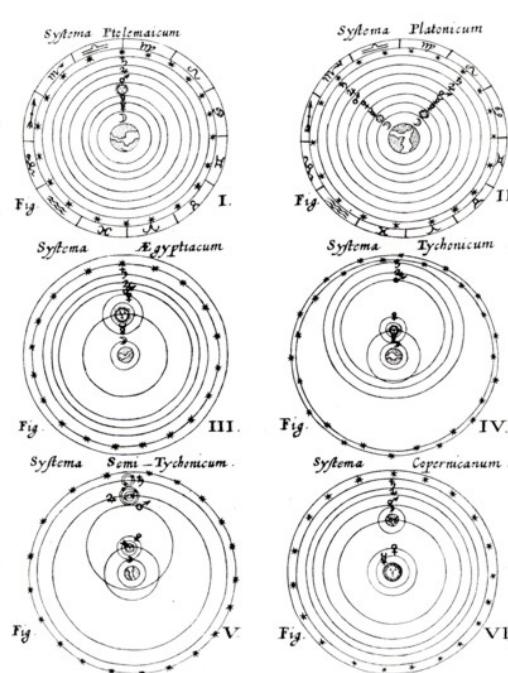 Systema Ptolemaicum
Fig. I.
Systema Platonicum
Fig. II
Systema Ægyptiacum
Fig. III.
Systema Tychonicum
Fig. IV.
Systema Semi-Tychonicum.
Fig. V.
Systema Copernicanum
Fig. VI.